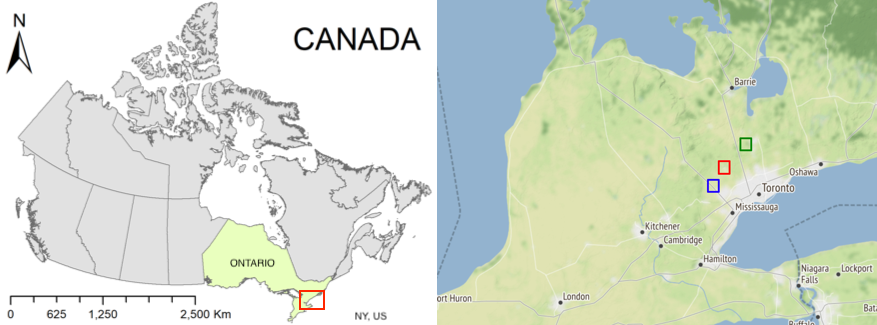 N
CANADA
ONTARIO
0 625 1,250 2,500 Km
NY, US
Barrie
Oshawa
Toronto
Mississauga
Kitchener
Cambridge
Hamilton
Niagara
Falls
Lockport
ort Huron
London
Buffalo
Bata